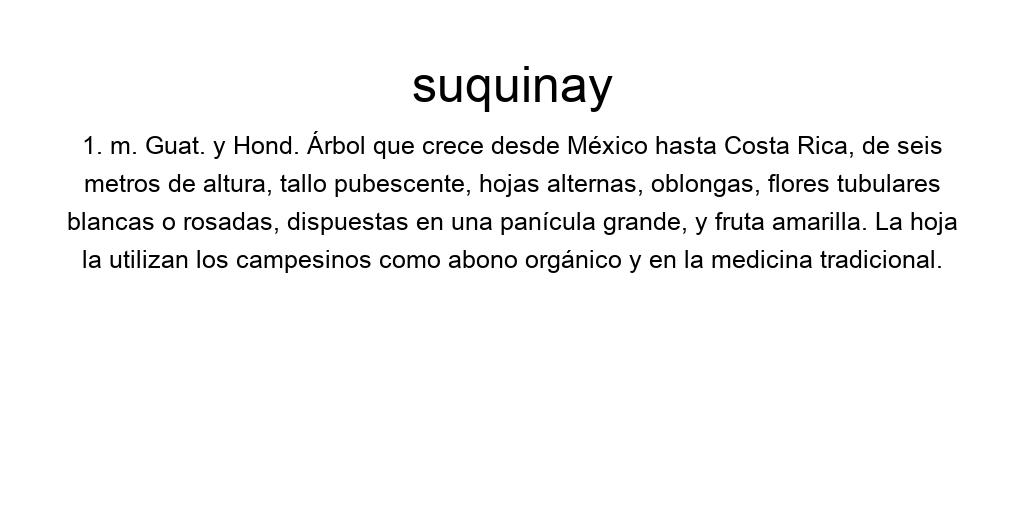 suquinay
1. m. Guat. y Hond. Árbol que crece desde México hasta Costa Rica, de seis
metros de altura, tallo pubescente, hojas alternas, oblongas, flores tubulares
blancas o rosadas, dispuestas en una panícula grande, y fruta amarilla. La hoja
la utilizan los campesinos como abono orgánico y en la medicina tradicional.